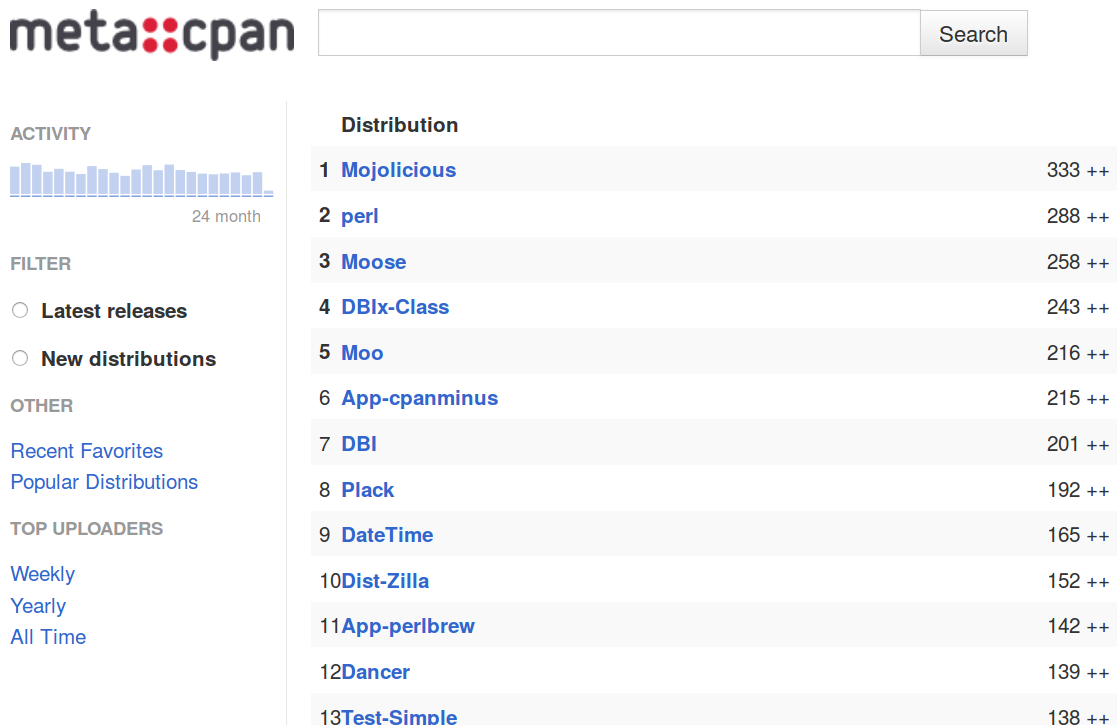 meta::cpan
Search
ACTIVITY
24 month
FILTER
Latest releases
New distributions
OTHER
Recent Favorites
Popular Distributions
TOP UPLOADERS
Weekly
Yearly
All Time
Distribution
1 Mojolicious 333 ++
2 perl 288 ++
3 Moose 258 ++
4 DBIx-Class 243 ++
5 Moo 216 ++
6 App-cpanminus 215 ++
7 DBI 201 ++
8 Plack 192 ++
9 DateTime 165 ++
10 Dist-Zilla 152 ++
11 App-perlbrew 142 ++
12 Dancer 139 ++
13 Test-Simple 138 ++